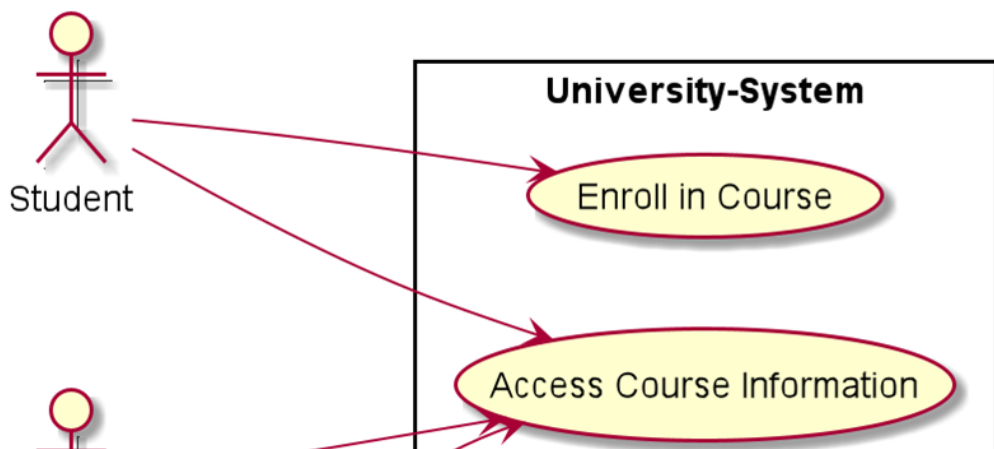 University-System
Enroll in Course
Student
Access Course Information